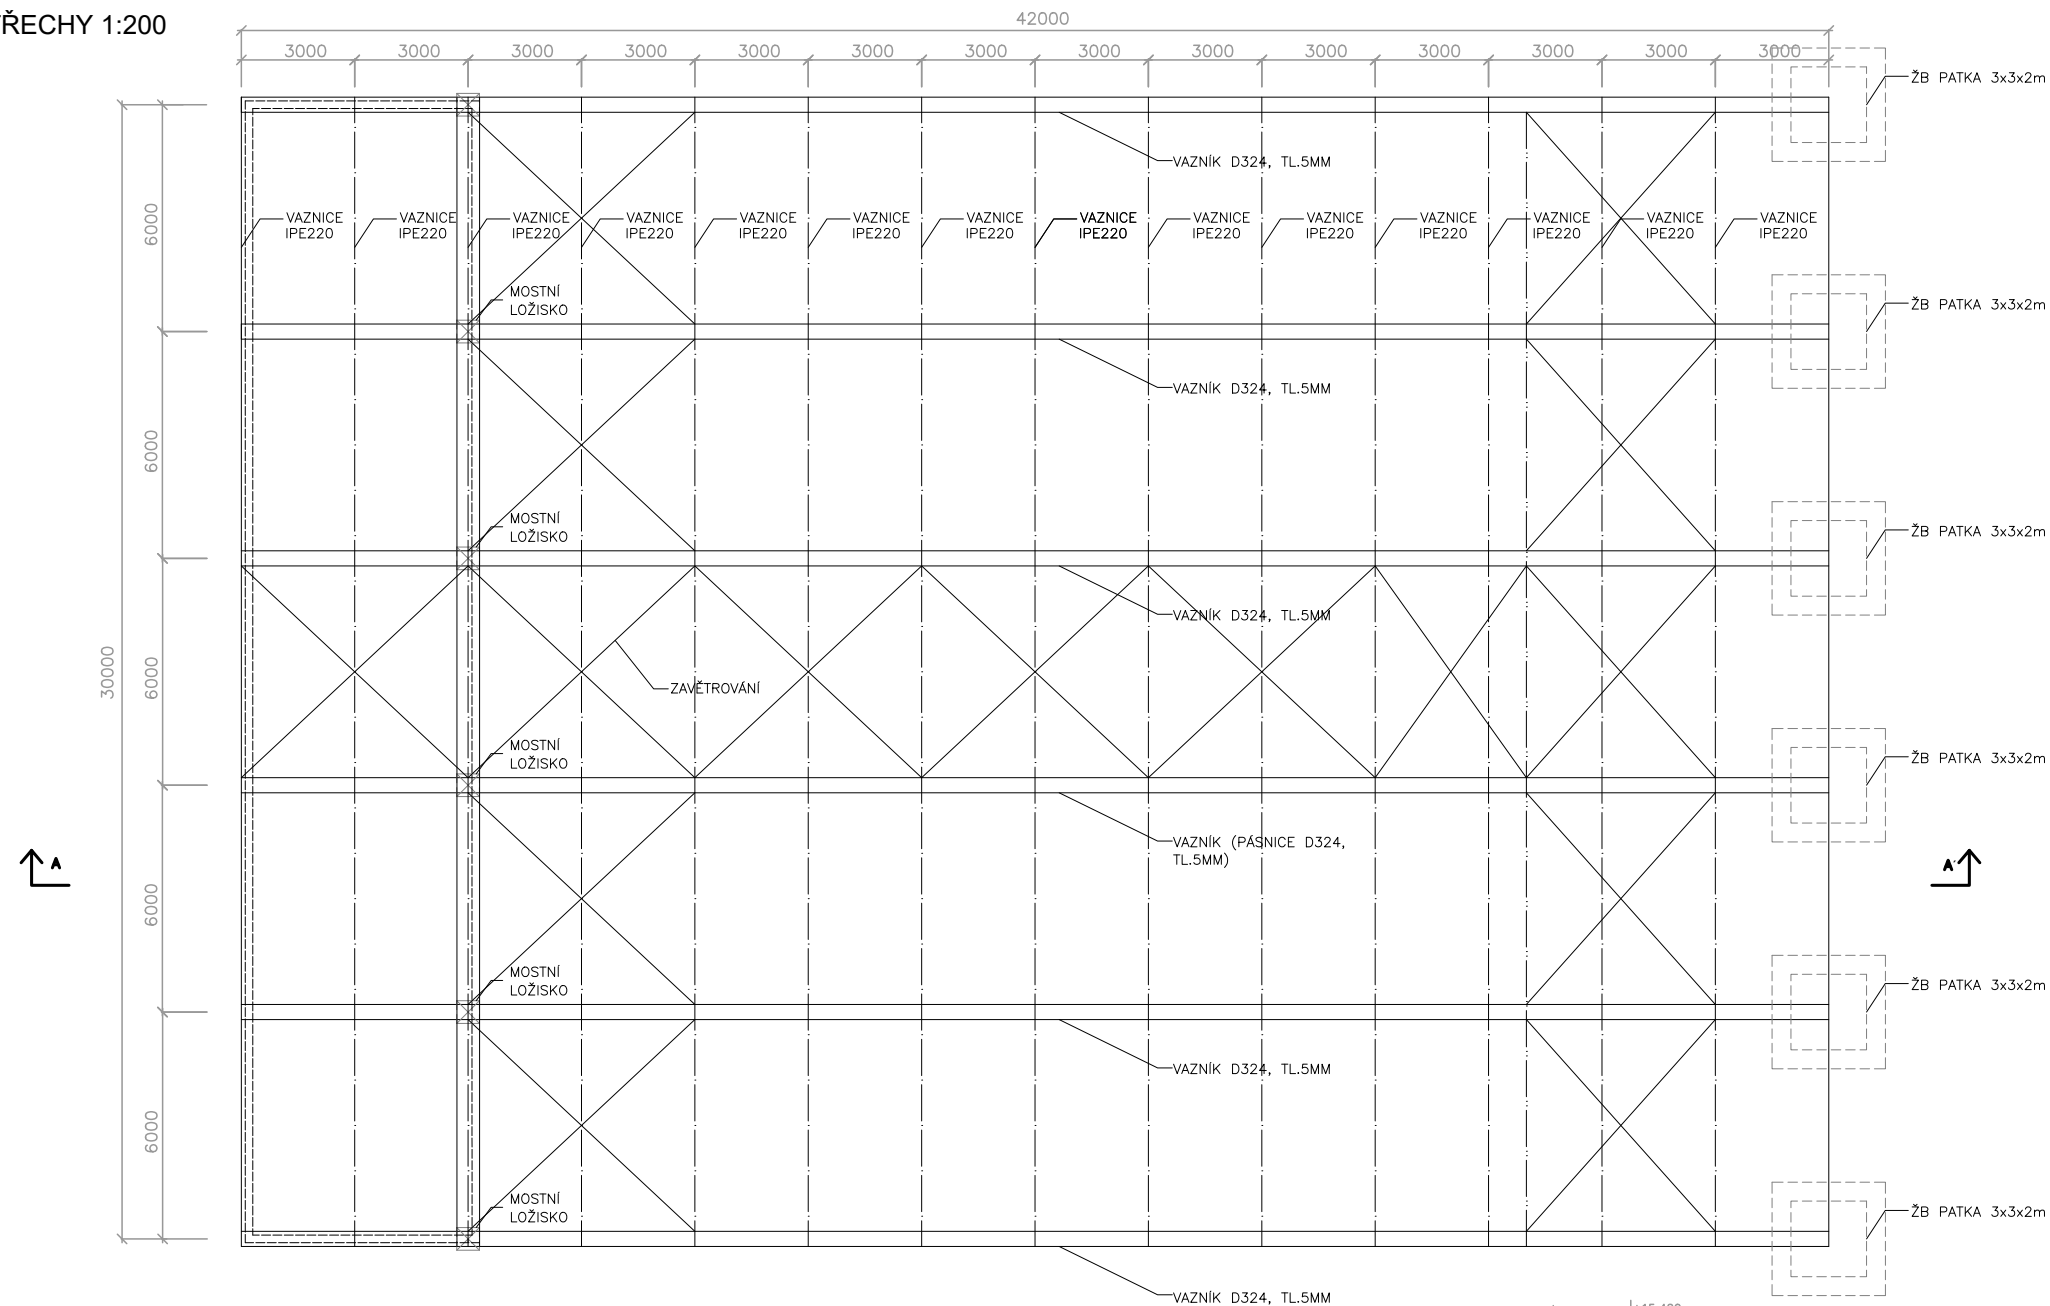 ŘECHY 1:200
42000
3000 3000 3000 3000 3000 3000 3000 3000 3000 3000 3000 3000 3000 3000
ŽB PATKA 3x3x2m
VAZNÍK D324, TL.5MM
6000
VAZNICE VAZNICE VAZNICE VAZNICE VAZNICE VAZNICE VAZNICE VAZNICE VAZNICE VAZNICE VAZNICE VAZNICE VAZNICE VAZNICE
IPE220 IPE220 IPE220 IPE220 IPE220 IPE220 IPE220 IPE220 IPE220 IPE220 IPE220 IPE220 IPE220 IPE220
MOSTNÍ
LOŽISKO
ŽB PATKA 3x3x2m
VAZNÍK D324, TL.5MM
6000
MOSTNÍ
LOŽISKO
ŽB PATKA 3x3x2m
VAZNÍK D324, TL.5MM
30000
6000
ZAVĚTROVÁNÍ
MOSTNÍ
LOŽISKO
ŽB PATKA 3x3x2m
VAZNÍK (PÁSNICE D324,
TL.5MM)
A
A'
6000
MOSTNÍ
LOŽISKO
ŽB PATKA 3x3x2m
VAZNÍK D324, TL.5MM
6000
MOSTNÍ
LOŽISKO
ŽB PATKA 3x3x2m
VAZNÍK D324, TL.5MM